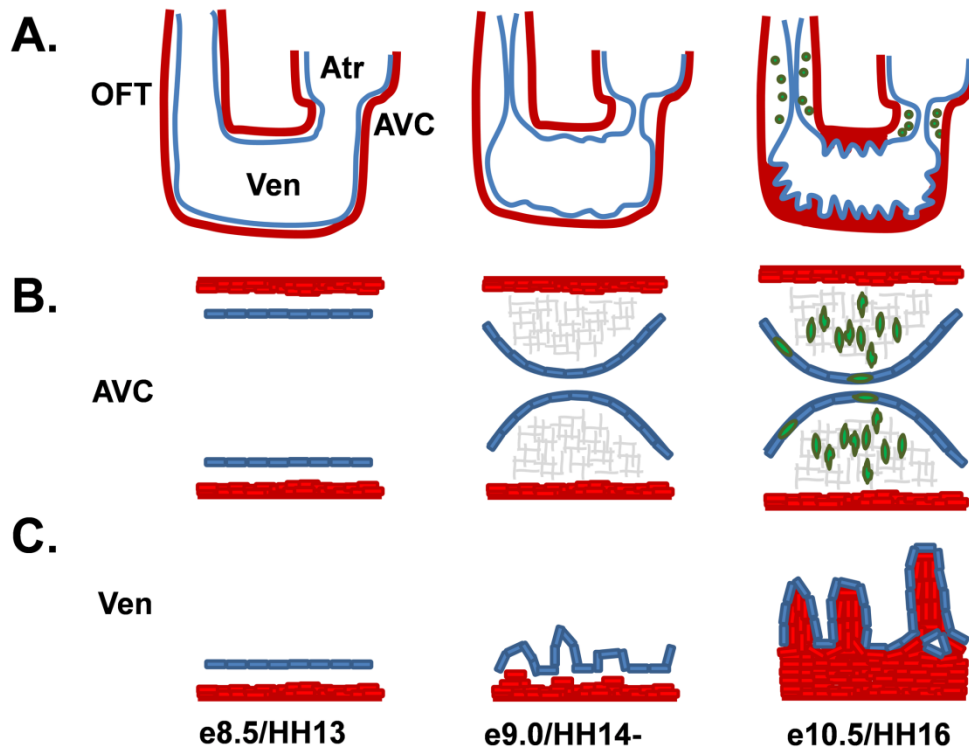 A.
OFT
Atr
AVC
Ven
B.
AVC
C.
Ven
e8.5/HH13
e9.0/HH14-
e10.5/HH16